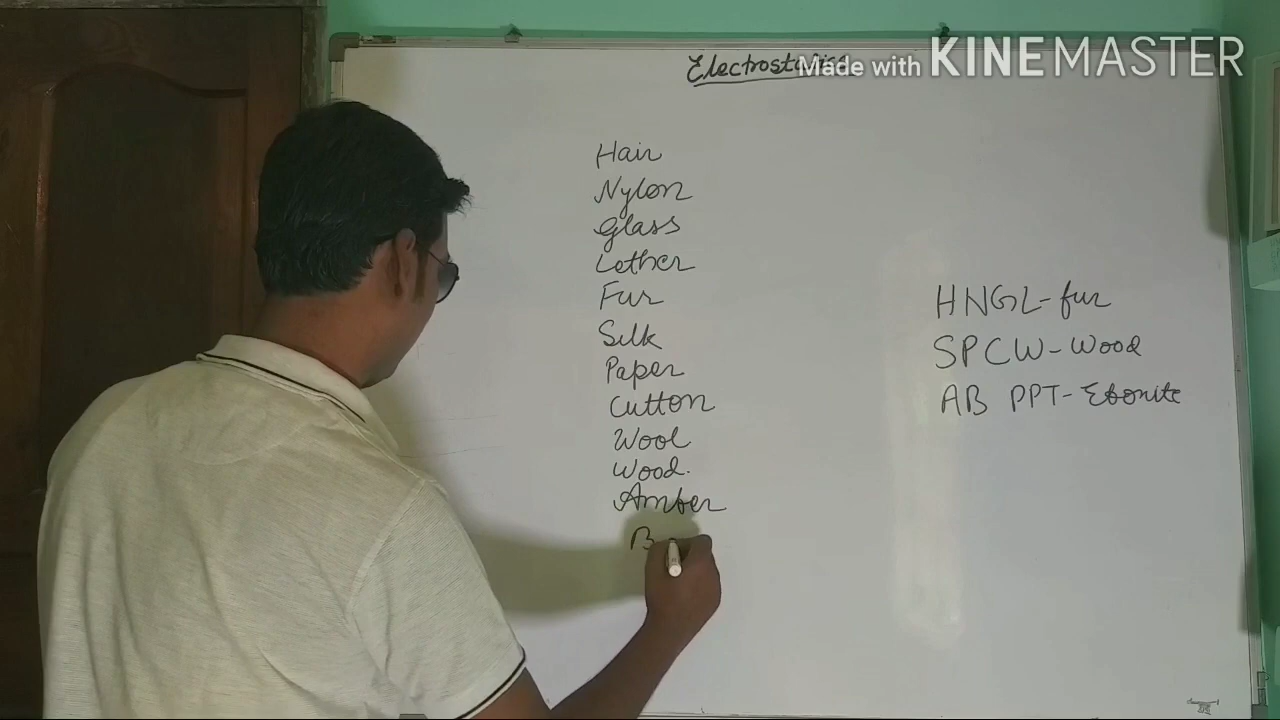 Electrostatics
Made with KINEMASTER
Hair
Nylon
Glass
Lether
Fur
Silk
Paper
Cutton
Wool
Wood.
Amber
B
HNGL-fur
SPCW-Wood
AB PPT-Ebonite